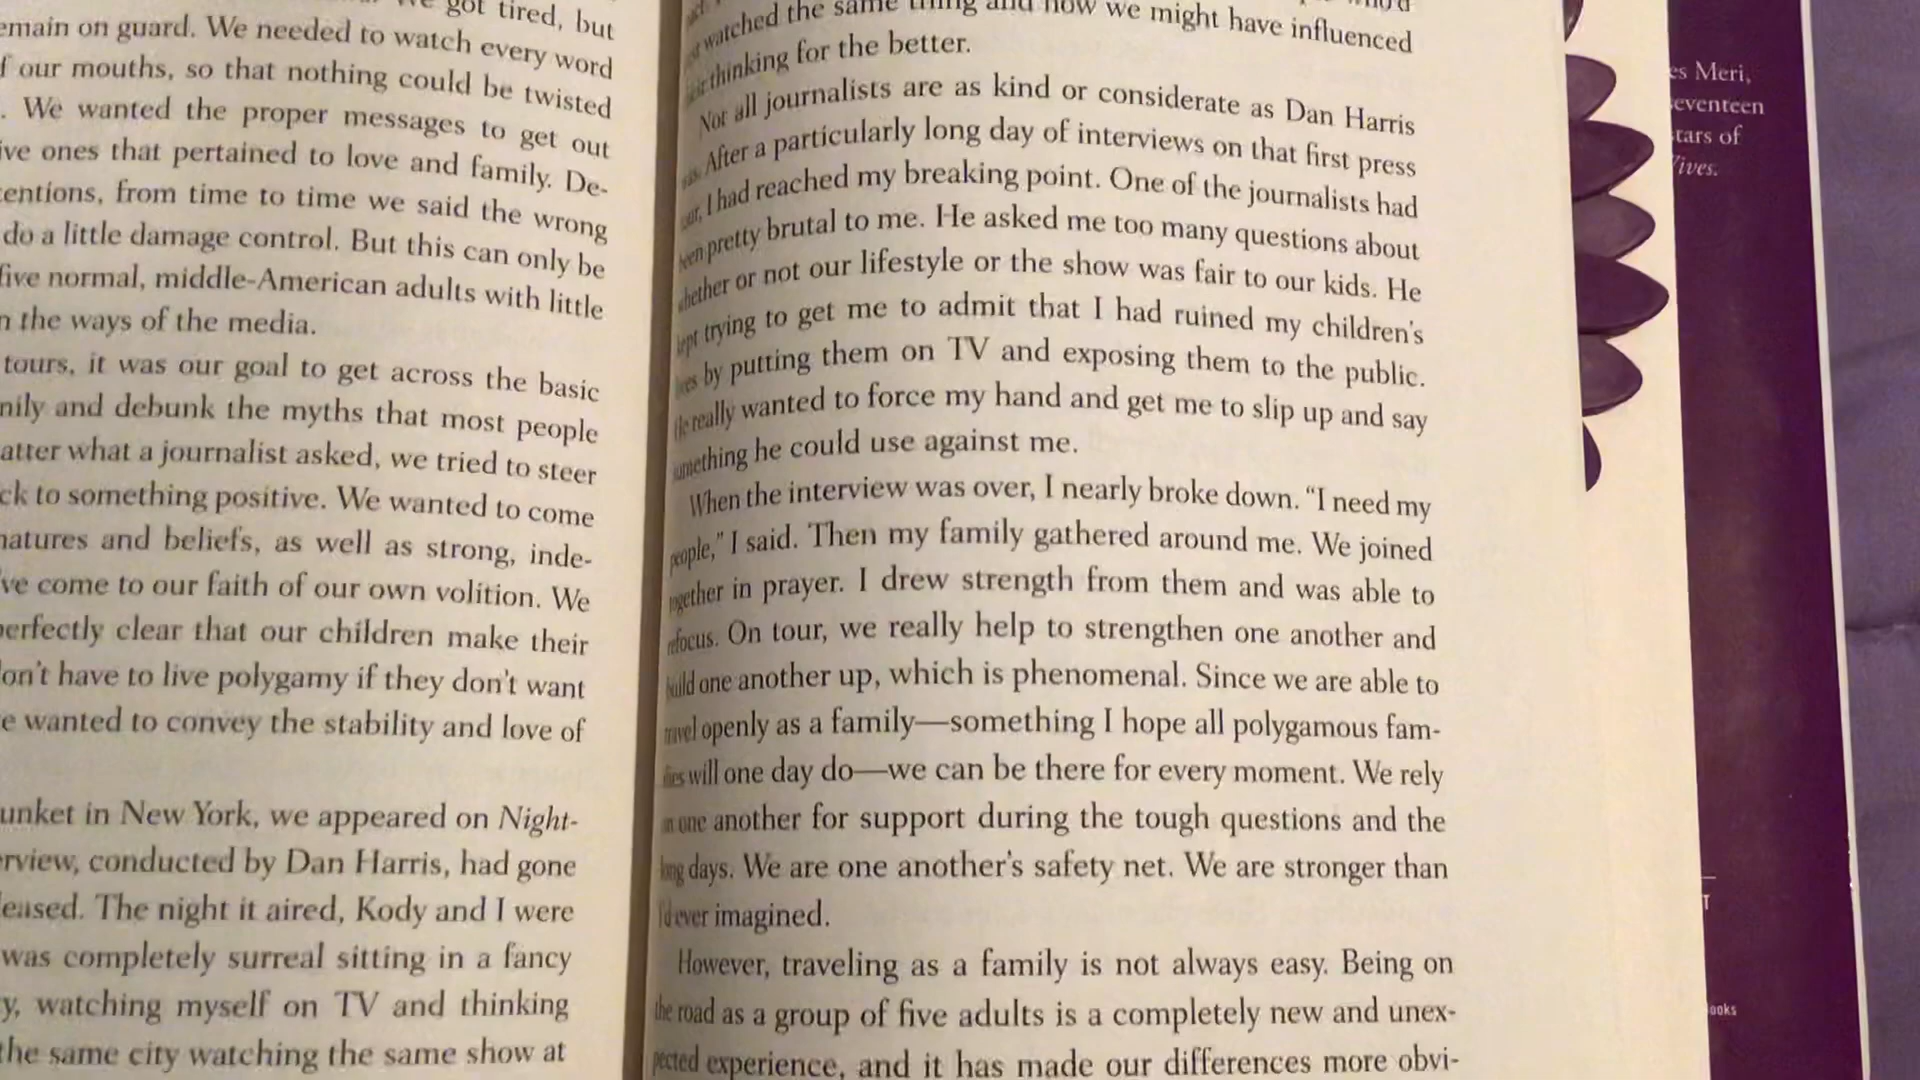 got tired, but
emain on guard. We needed to watch every word
f our mouths, so that nothing could be twisted
. We wanted the proper messages to get out
ive ones that pertained to love and family. De-
entions, from time to time we said the wrong
do a little damage control. But this can only be
five normal, middle-American adults with little
n the ways of the media.
tours, it was our goal to get across the basic
nily and debunk the myths that most people
atter what a journalist asked, we tried to steer
ck to something positive. We wanted to come
natures and beliefs, as well as strong, inde-
've come to our faith of our own volition. We
perfectly clear that our children make their
on't have to live polygamy if they don't want
e wanted to convey the stability and love of
unket in New York, we appeared on Night-
rview, conducted by Dan Harris, had gone
eased. The night it aired, Kody and I were
was completely surreal sitting in a fancy
y, watching myself on TV and thinking
the same city watching the same show at
watched the same thing and how we might have influenced
thinking for the better.
Not all journalists are as kind or considerate as Dan Harris
was. After a particularly long day of interviews on that first press
I had reached my breaking point. One of the journalists had
been pretty brutal to me. He asked me too many questions about
whether or not our lifestyle or the show was fair to our kids. He
kept trying to get me to admit that I had ruined my children's
lives by putting them on TV and exposing them to the public.
He really wanted to force my hand and get me to slip up and say
something he could use against me.
When the interview was over, I nearly broke down. “I need my
people,” I said. Then my family gathered around me. We joined
together in prayer. I drew strength from them and was able to
refocus. On tour, we really help to strengthen one another and
build one another up, which is phenomenal. Since we are able to
travel openly as a family—something I hope all polygamous fam-
ilies will one day do—we can be there for every moment. We rely
on one another for support during the tough questions and the
long days. We are one another's safety net. We are stronger than
I'd ever imagined.
However, traveling as a family is not always easy. Being on
the road as a group of five adults is a completely new and unex-
pected experience, and it has made our differences more obvi-
es Meri,
seventeen
stars of
Wives.
T
ooks